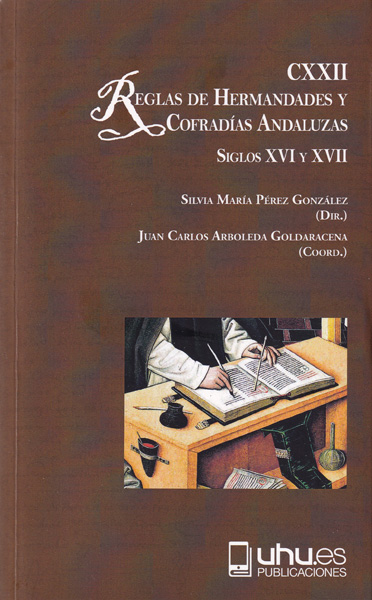 CXXII
REGLAS DE HERMANDADES Y
COFRADÍAS ANDALUZAS
SIGLOS XVI Y XVII
SILVIA MARÍA PÉREZ GONZÁLEZ
(DIR.)
JUAN CARLOS ARBOLEDA GOLDARACENA
(COORD.)
uhu.es
PUBLICACIONES